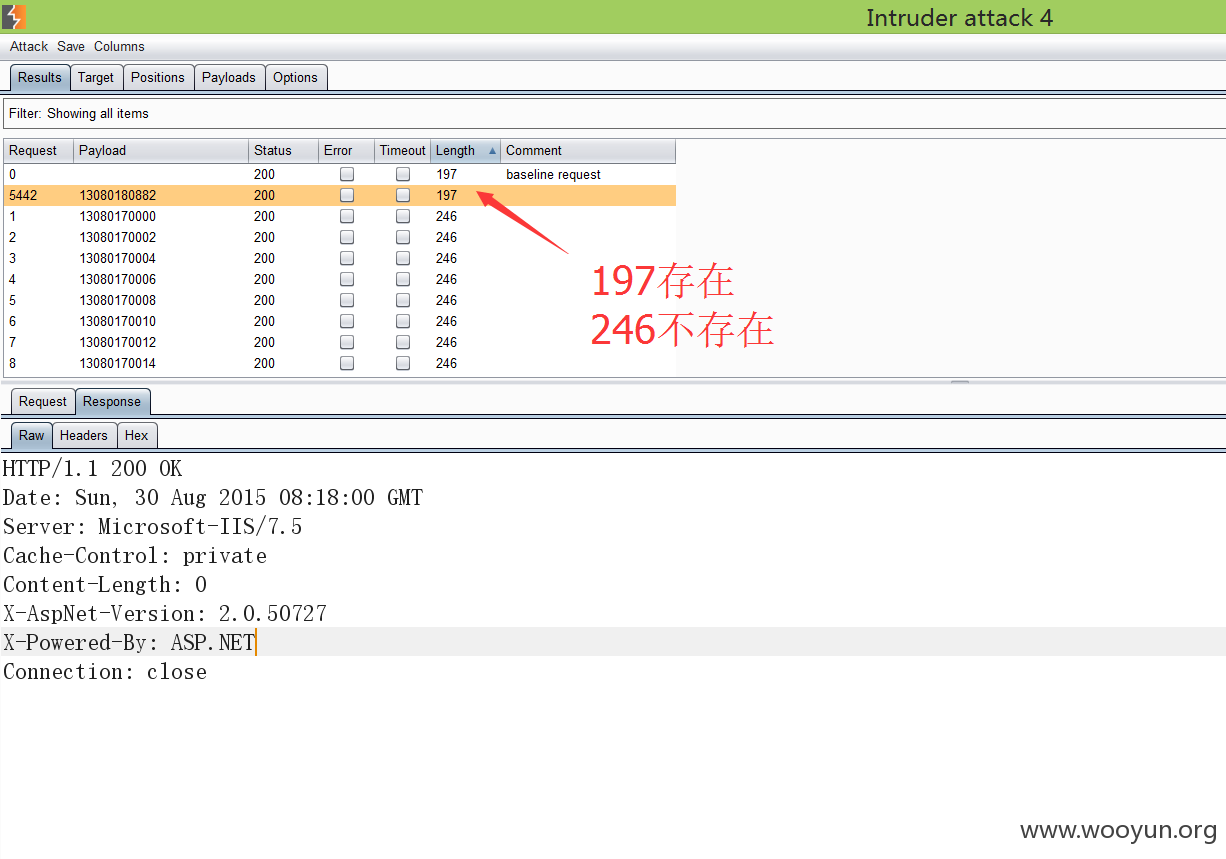 Intruder attack 4
Attack Save Columns
Results Target Positions Payloads Options
Filter: Showing all items
Request Payload Status Error Timeout Length Comment
0 200 197 baseline request
5442 13080180882 200 197
1 13080170000 200 246
2 13080170002 200 246
3 13080170004 200 246
4 13080170006 200 246
5 13080170008 200 246
6 13080170010 200 246
7 13080170012 200 246
8 13080170014 200 246
197存在
246不存在
Request Response
Raw Headers Hex
HTTP/1.1 200 OK
Date: Sun, 30 Aug 2015 08:18:00 GMT
Server: Microsoft-IIS/7.5
Cache-Control: private
Content-Length: 0
X-AspNet-Version: 2.0.50727
X-Powered-By: ASP.NET
Connection: close
www.wooyun.org